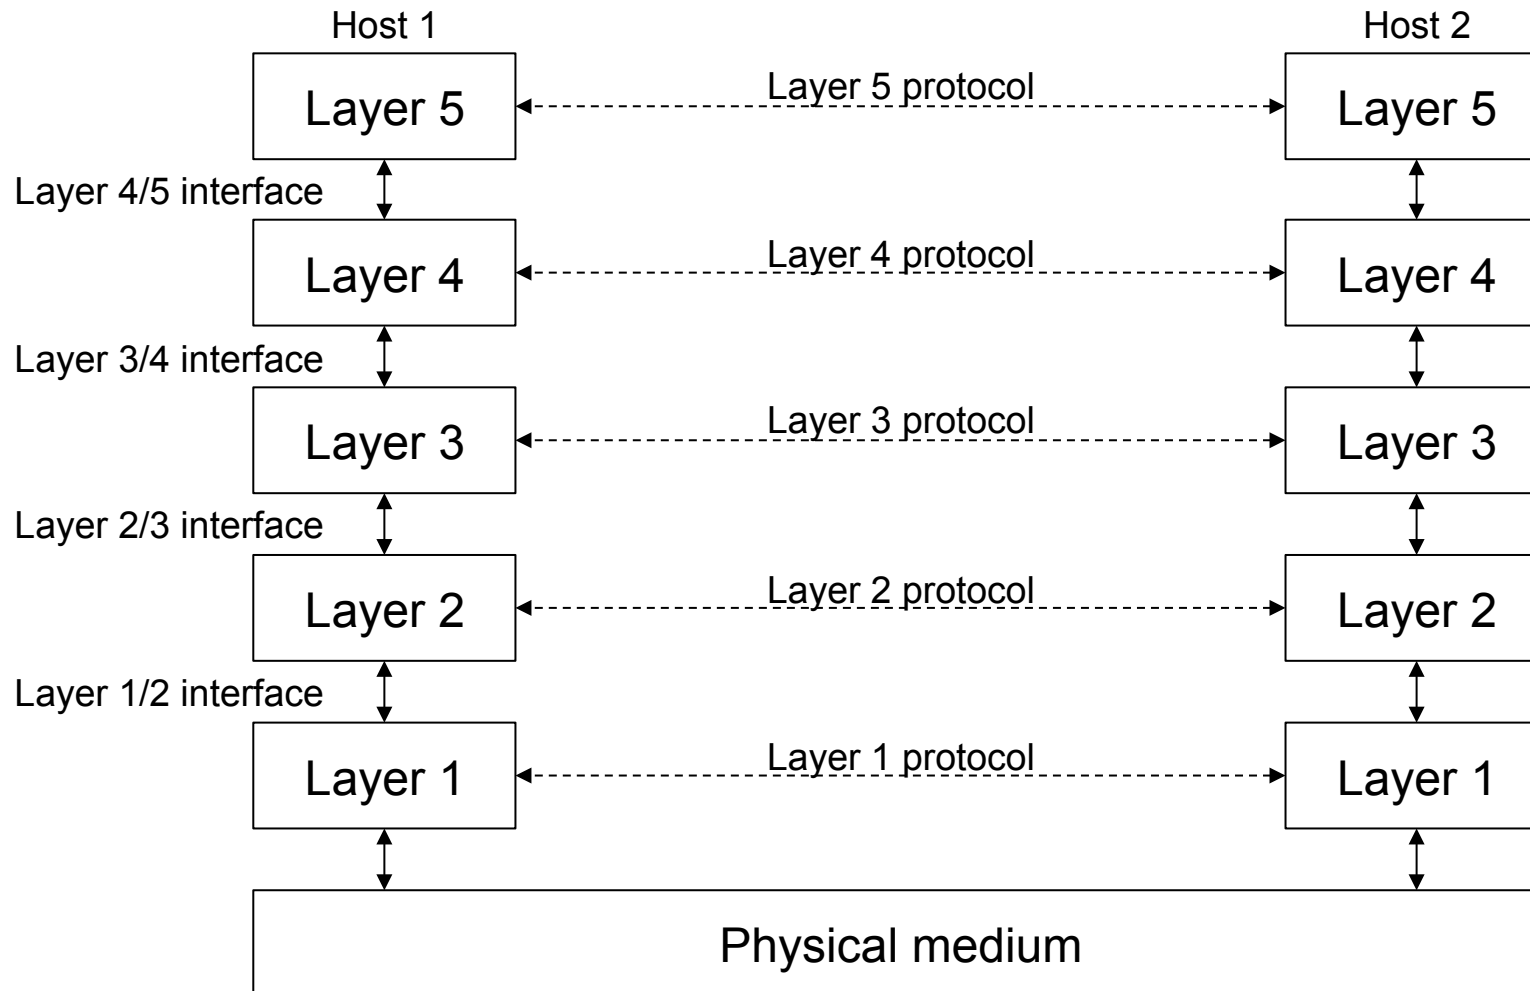 Host 1
Host 2
Layer 5
Layer 5 protocol
Layer 5
Layer 4/5 interface
Layer 4
Layer 4 protocol
Layer 4
Layer 3/4 interface
Layer 3
Layer 3 protocol
Layer 3
Layer 2/3 interface
Layer 2
Layer 2 protocol
Layer 2
Layer 1/2 interface
Layer 1
Layer 1 protocol
Layer 1
Physical medium